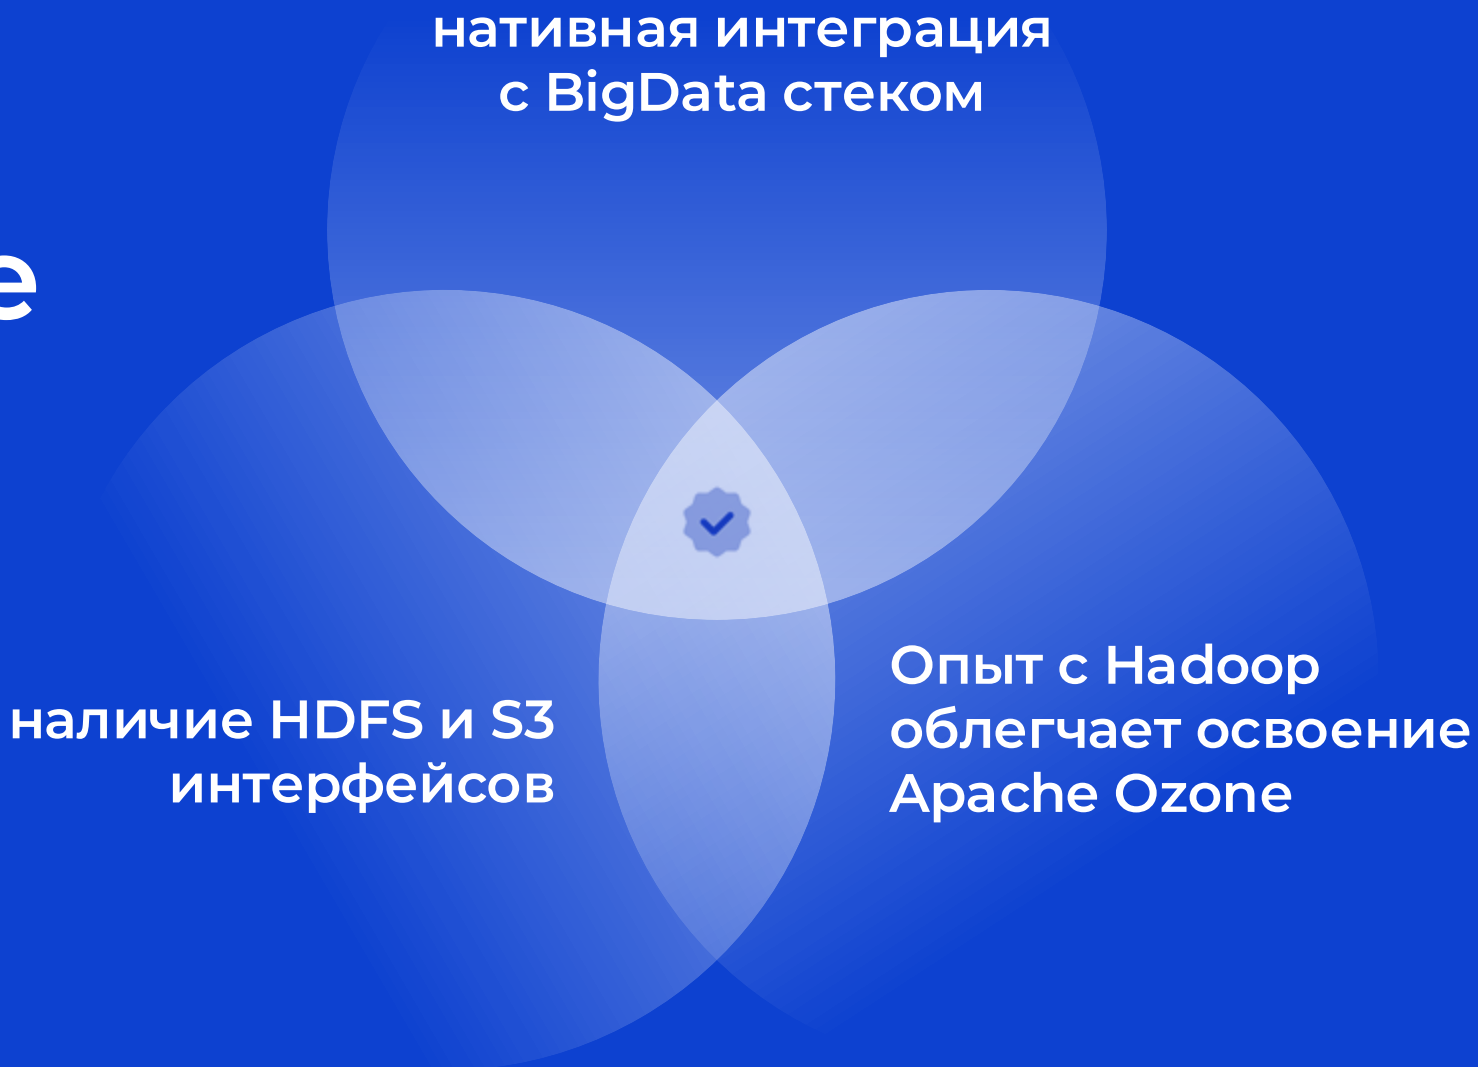 нативная интеграция
с BigData стеком
е
наличие HDFS и S3
интерфейсов
Опыт с Hadoop
облегчает освоение
Apache Ozone